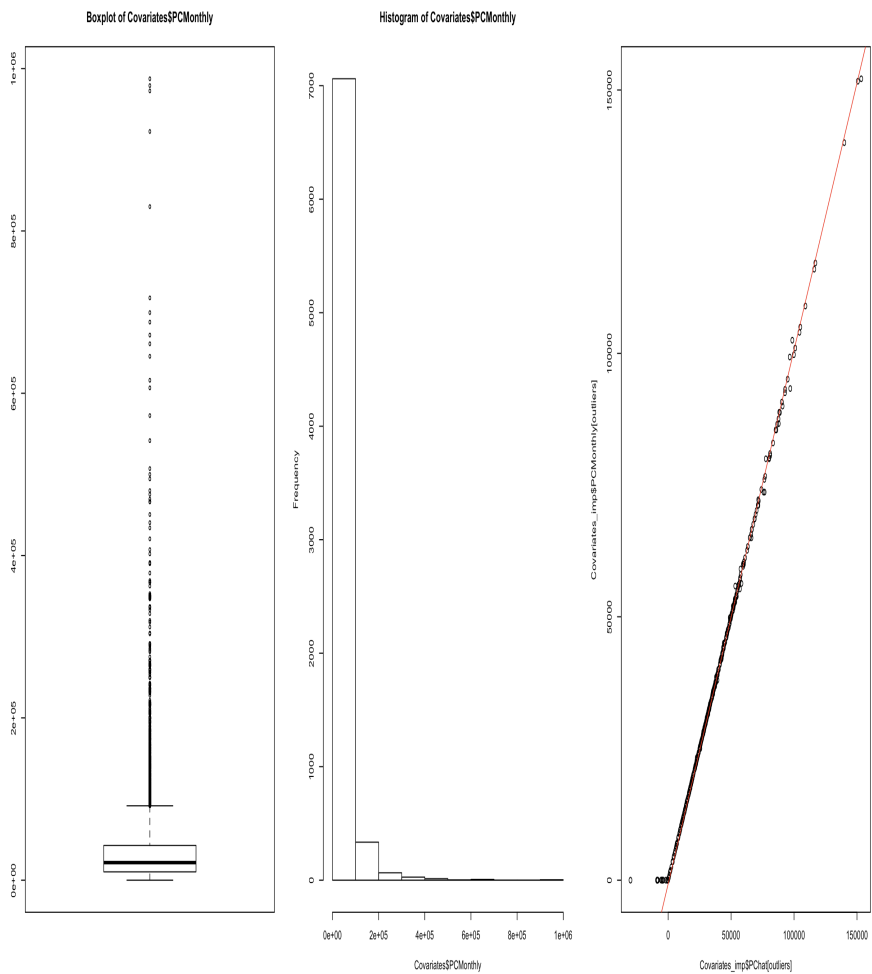 Boxplot of Covariates$PCMonthly
0e+00
2e+05
4e+05
6e+05
8e+05
1e+06
Histogram of Covariates$PCMonthly
Frequency
0
1000
2000
3000
4000
5000
6000
7000
0e+00 2e+05 4e+05 6e+05 8e+05 1e+06
Covariates$PCMonthly
Covariates_imp$PCMonthly[outliers]
0
50000
100000
150000
0 50000 100000 150000
Covariates_imp$PChat[outliers]